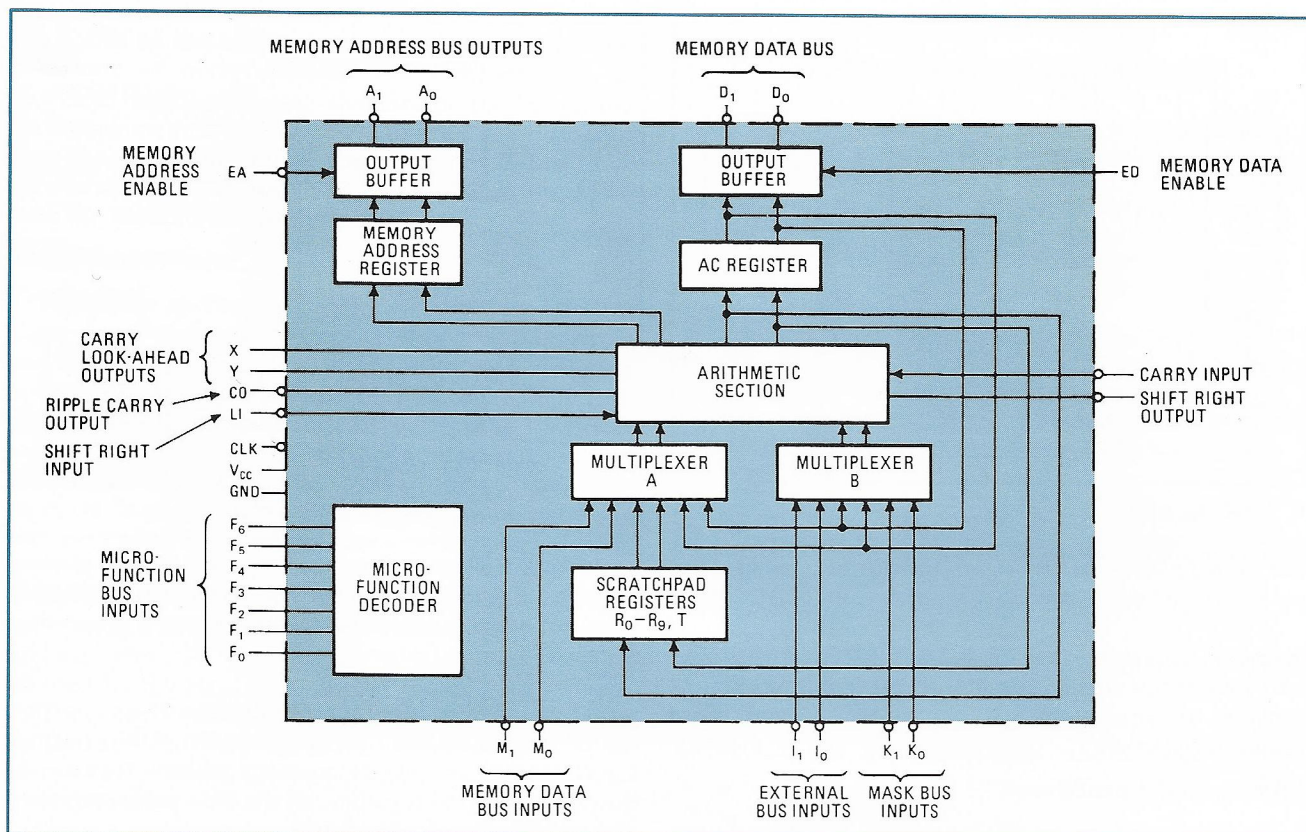 MEMORY ADDRESS BUS OUTPUTS
MEMORY DATA BUS
A1
A0
D1
D0
MEMORY
ADDRESS
ENABLE
EA
OUTPUT
BUFFER
OUTPUT
BUFFER
ED
MEMORY DATA
ENABLE
MEMORY
ADDRESS
REGISTER
AC REGISTER
CARRY
LOOK-AHEAD
OUTPUTS
X
Y
ARITHMETIC
SECTION
CARRY INPUT
SHIFT RIGHT
OUTPUT
RIPPLE CARRY
OUTPUT
CO
LI
SHIFT RIGHT
INPUT
CLK
VCC
GND
MULTIPLEXER
A
MULTIPLEXER
B
MICRO-
FUNCTION
BUS
INPUTS
F6
F5
F4
F3
F2
F1
F0
MICRO-
FUNCTION
DECODER
SCRATCHPAD
REGISTERS
R0–R9, T
M1
M0
I1
I0
K1
K0
MEMORY DATA
BUS INPUTS
EXTERNAL
BUS INPUTS
MASK BUS
INPUTS